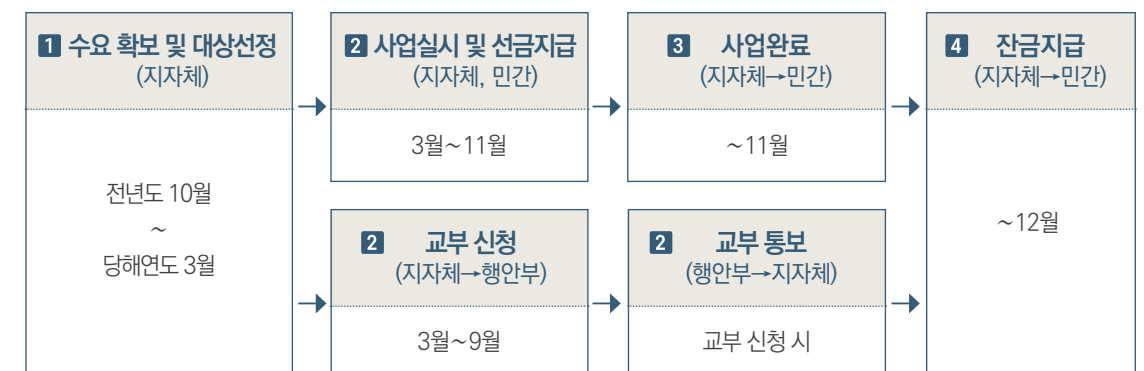 1 수요 확보 및 대상선정
(지자체)
전년도 10월
~
당해연도 3월
2 사업실시 및 선금지급
(지자체, 민간)
3월~11월
3 사업완료
(지자체→민간)
~11월
2 교부 신청
(지자체→행안부)
3월~9월
2 교부 통보
(행안부→지자체)
교부 신청 시
4 잔금지급
(지자체→민간)
~12월